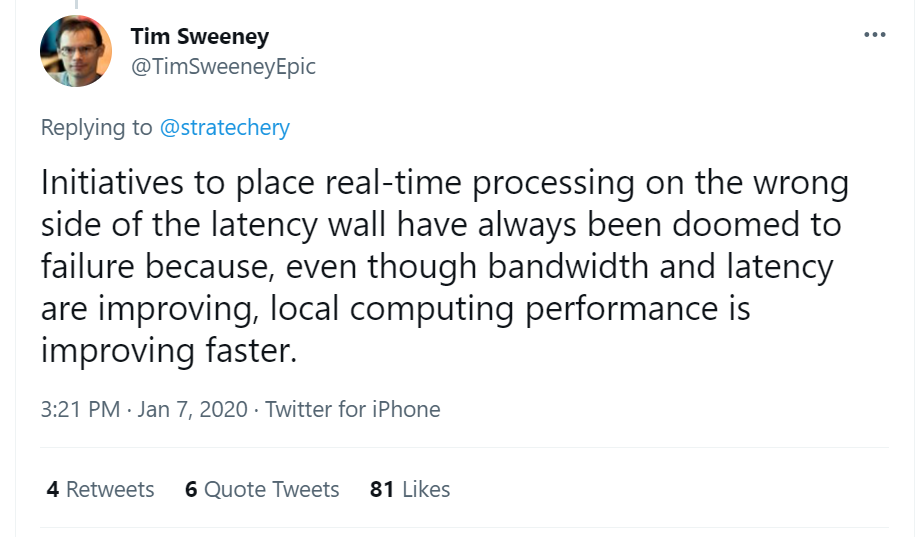 Tim Sweeney
@TimSweeneyEpic
Replying to @stratechery
Initiatives to place real-time processing on the wrong
side of the latency wall have always been doomed to
failure because, even though bandwidth and latency
are improving, local computing performance is
improving faster.
3:21 PM · Jan 7, 2020 · Twitter for iPhone
4 Retweets 6 Quote Tweets 81 Likes